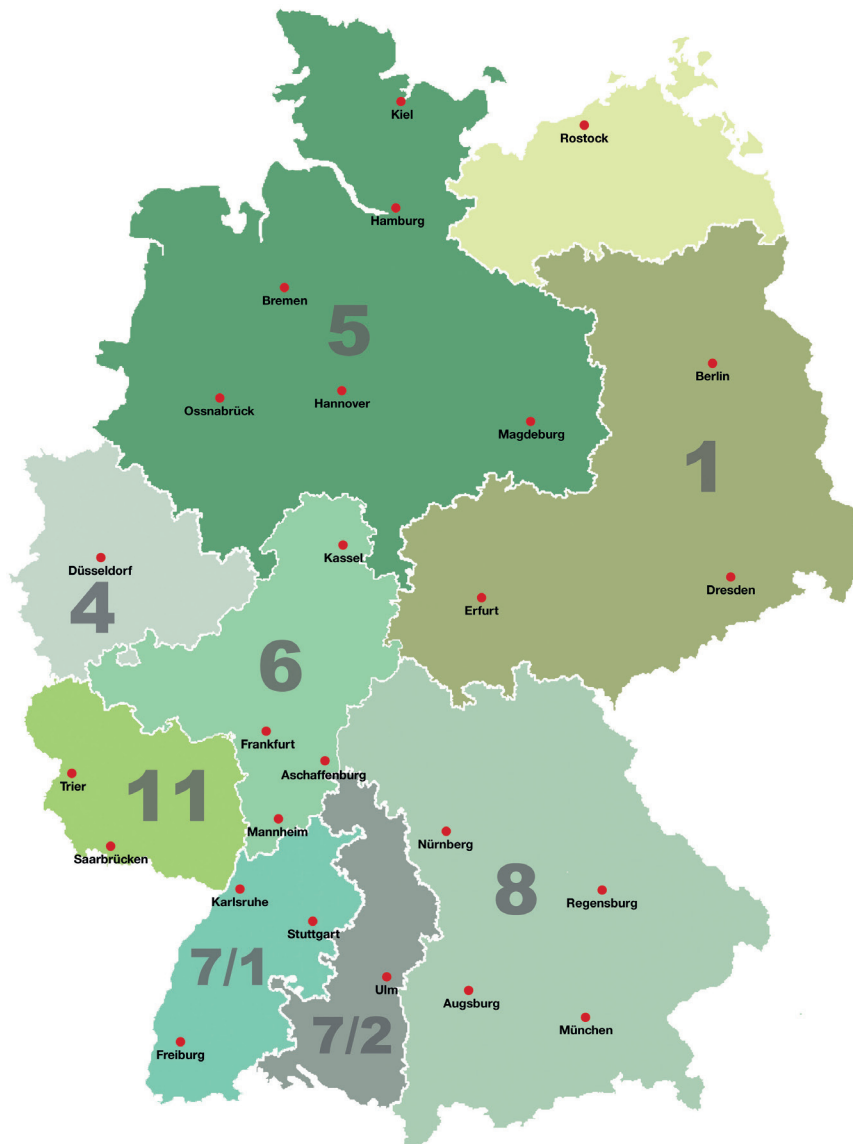 Kiel
Rostock
Hamburg
Bremen
5
Berlin
Ossnabrück
Hannover
Magdeburg
1
Düsseldorf
4
Kassel
Erfurt
Dresden
6
Frankfurt
Aschaffenburg
Trier
11
Mannheim
Saarbrücken
Nürnberg
8
Karlsruhe
Regensburg
Stuttgart
7/1
Ulm
Augsburg
München
7/2
Freiburg